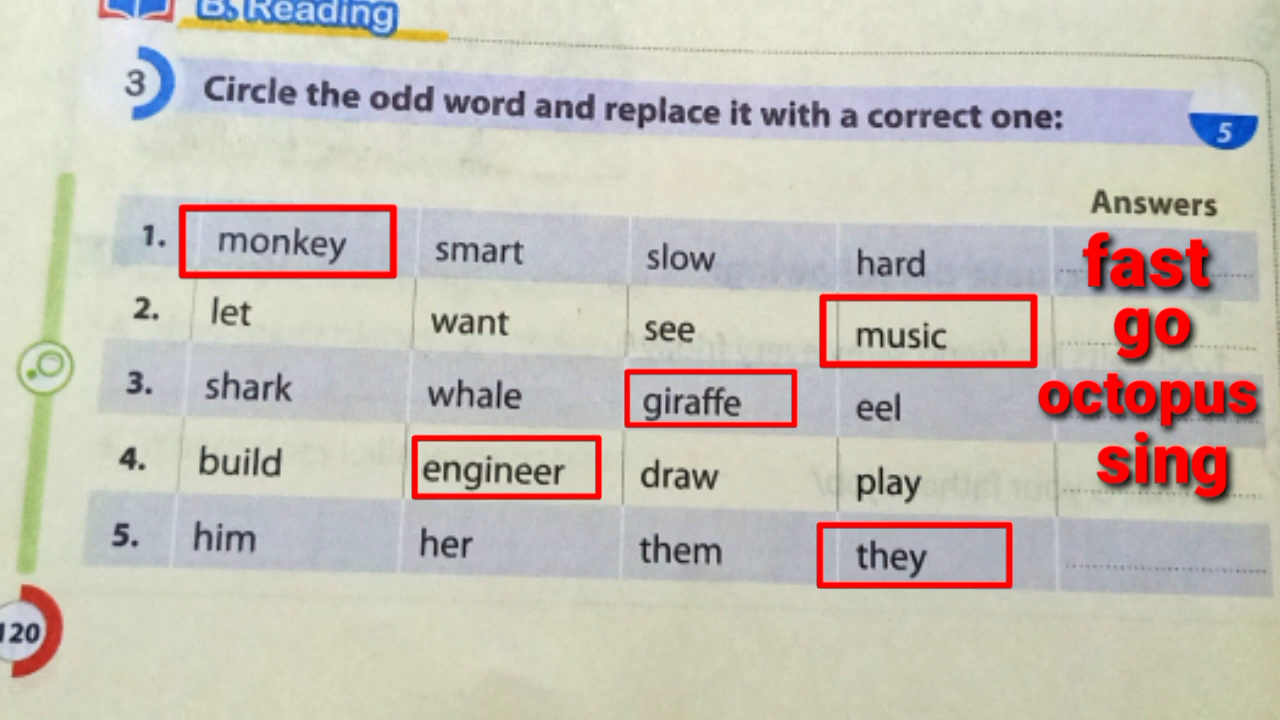 B. Reading
3 Circle the odd word and replace it with a correct one: 5
Answers
1. monkey smart slow hard fast
2. let want see music go
3. shark whale giraffe eel octopus
4. build engineer draw play sing
5. him her them they
120